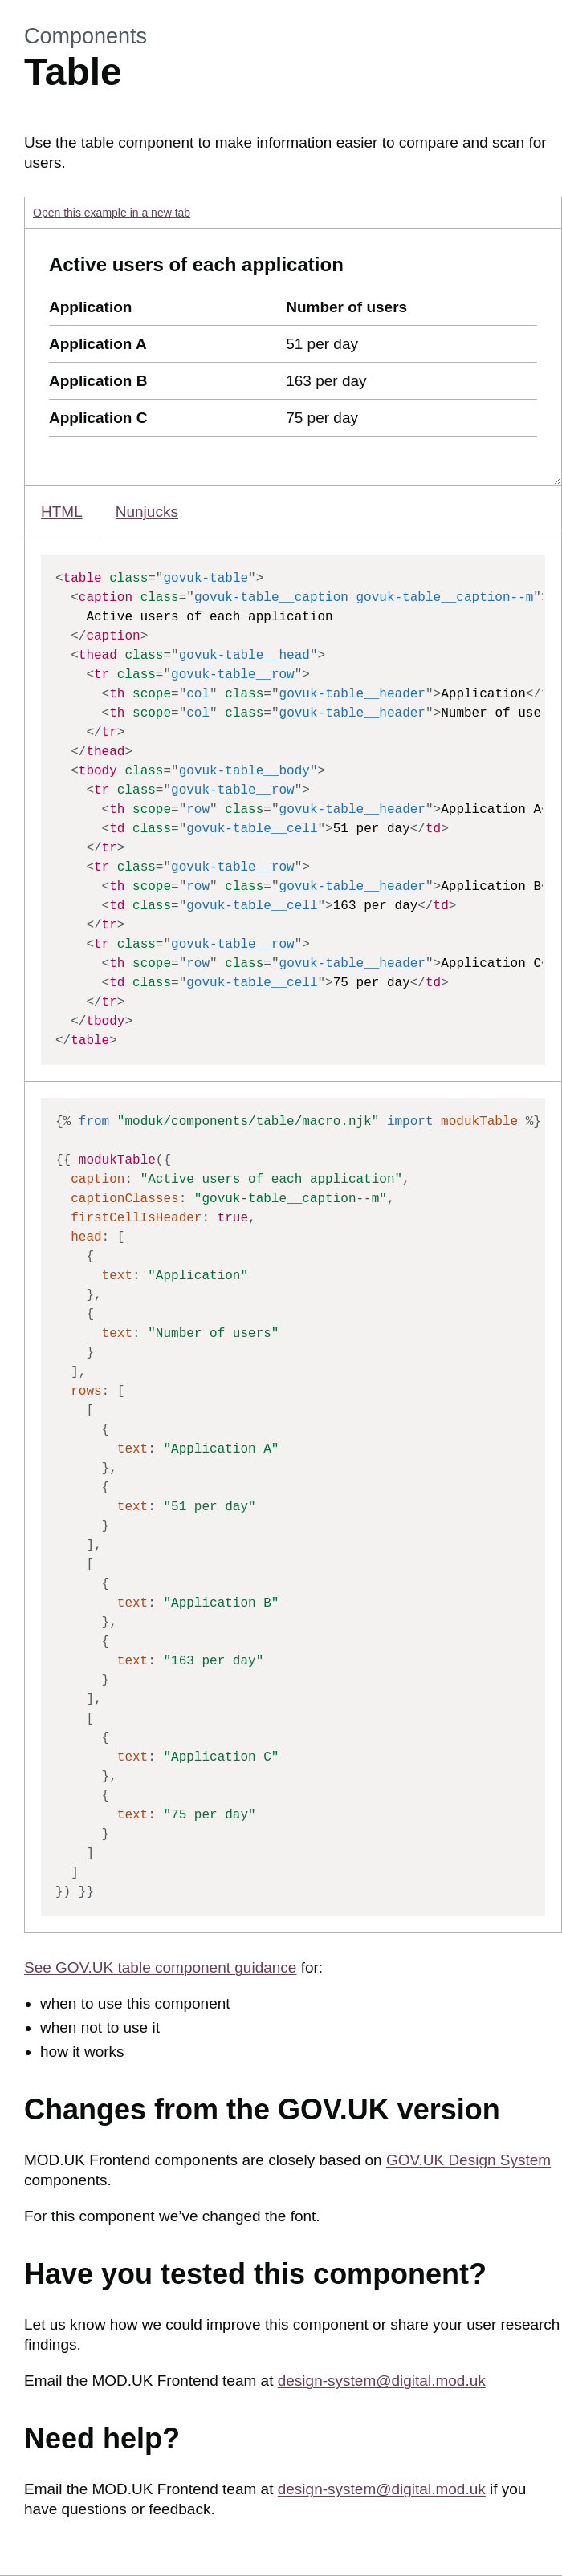 Components
Table
Use the table component to make information easier to compare and scan for
users.
Open this example in a new tab
Active users of each application
Application Number of users
Application A 51 per day
Application B 163 per day
Application C 75 per day
HTML Nunjucks
<table class="govuk-table">
  <caption class="govuk-table__caption govuk-table__caption--m">
    Active users of each application
  </caption>
  <thead class="govuk-table__head">
    <tr class="govuk-table__row">
      <th scope="col" class="govuk-table__header">Application</
      <th scope="col" class="govuk-table__header">Number of use
    </tr>
  </thead>
  <tbody class="govuk-table__body">
    <tr class="govuk-table__row">
      <th scope="row" class="govuk-table__header">Application A<
      <td class="govuk-table__cell">51 per day</td>
    </tr>
    <tr class="govuk-table__row">
      <th scope="row" class="govuk-table__header">Application B<
      <td class="govuk-table__cell">163 per day</td>
    </tr>
    <tr class="govuk-table__row">
      <th scope="row" class="govuk-table__header">Application C<
      <td class="govuk-table__cell">75 per day</td>
    </tr>
  </tbody>
</table>
{% from "moduk/components/table/macro.njk" import modukTable %}
{{ modukTable({
  caption: "Active users of each application",
  captionClasses: "govuk-table__caption--m",
  firstCellIsHeader: true,
  head: [
    {
      text: "Application"
    },
    {
      text: "Number of users"
    }
  ],
  rows: [
    [
      {
        text: "Application A"
      },
      {
        text: "51 per day"
      }
    ],
    [
      {
        text: "Application B"
      },
      {
        text: "163 per day"
      }
    ],
    [
      {
        text: "Application C"
      },
      {
        text: "75 per day"
      }
    ]
  ]
}) }}
See GOV.UK table component guidance for:
• when to use this component
• when not to use it
• how it works
Changes from the GOV.UK version
MOD.UK Frontend components are closely based on GOV.UK Design System
components.
For this component we’ve changed the font.
Have you tested this component?
Let us know how we could improve this component or share your user research
findings.
Email the MOD.UK Frontend team at design-system@digital.mod.uk
Need help?
Email the MOD.UK Frontend team at design-system@digital.mod.uk if you
have questions or feedback.